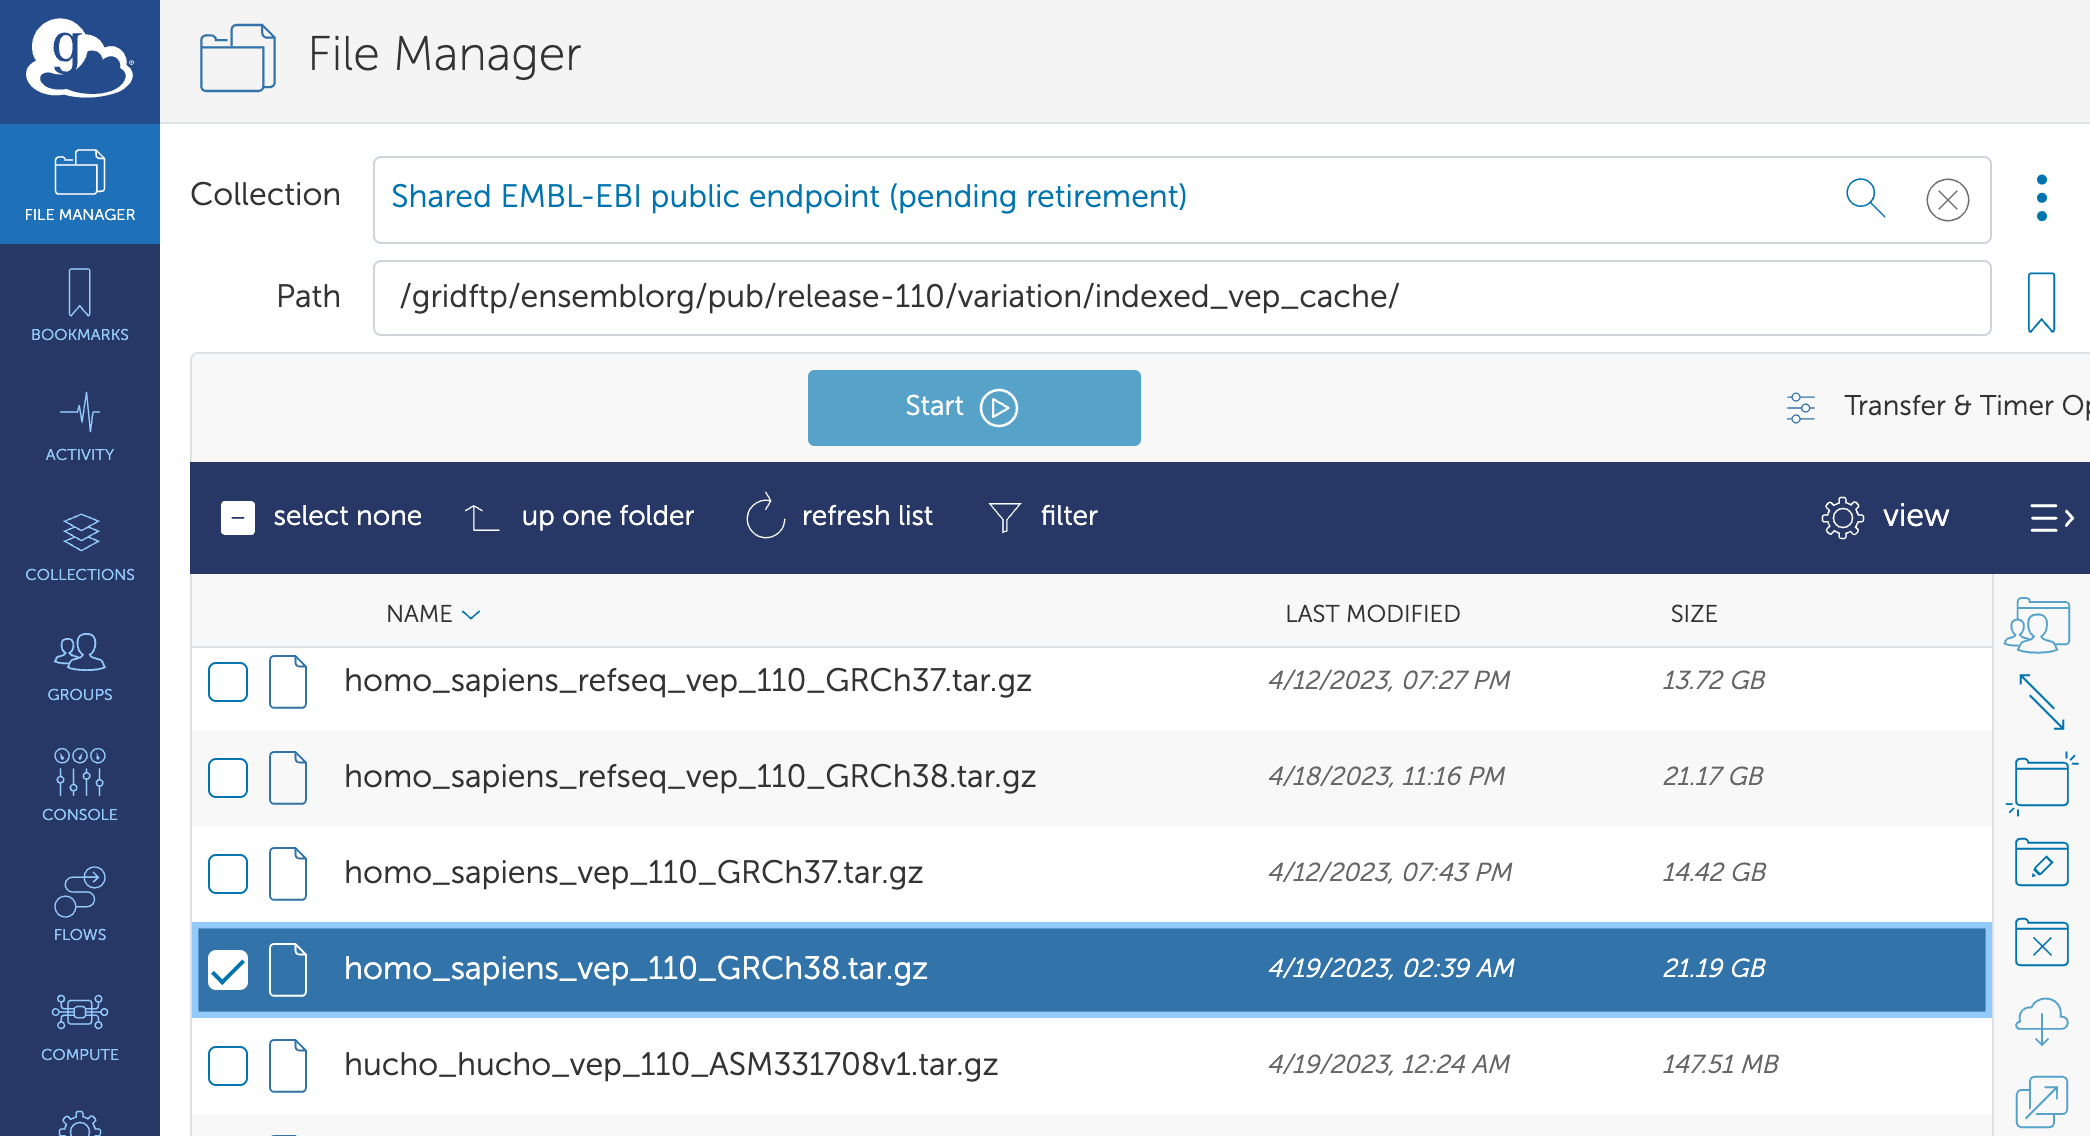 g
File Manager
FILE MANAGER
BOOKMARKS
ACTIVITY
COLLECTIONS
GROUPS
CONSOLE
FLOWS
COMPUTE
Collection Shared EMBL-EBI public endpoint (pending retirement)
Path /gridftp/ensemblorg/pub/release-110/variation/indexed_vep_cache/
Start Transfer & Timer Op
select none up one folder refresh list filter view
NAME LAST MODIFIED SIZE
homo_sapiens_refseq_vep_110_GRCh37.tar.gz 4/12/2023, 07:27 PM 13.72 GB
homo_sapiens_refseq_vep_110_GRCh38.tar.gz 4/18/2023, 11:16 PM 21.17 GB
homo_sapiens_vep_110_GRCh37.tar.gz 4/12/2023, 07:43 PM 14.42 GB
homo_sapiens_vep_110_GRCh38.tar.gz 4/19/2023, 02:39 AM 21.19 GB
hucho_hucho_vep_110_ASM331708v1.tar.gz 4/19/2023, 12:24 AM 147.51 MB